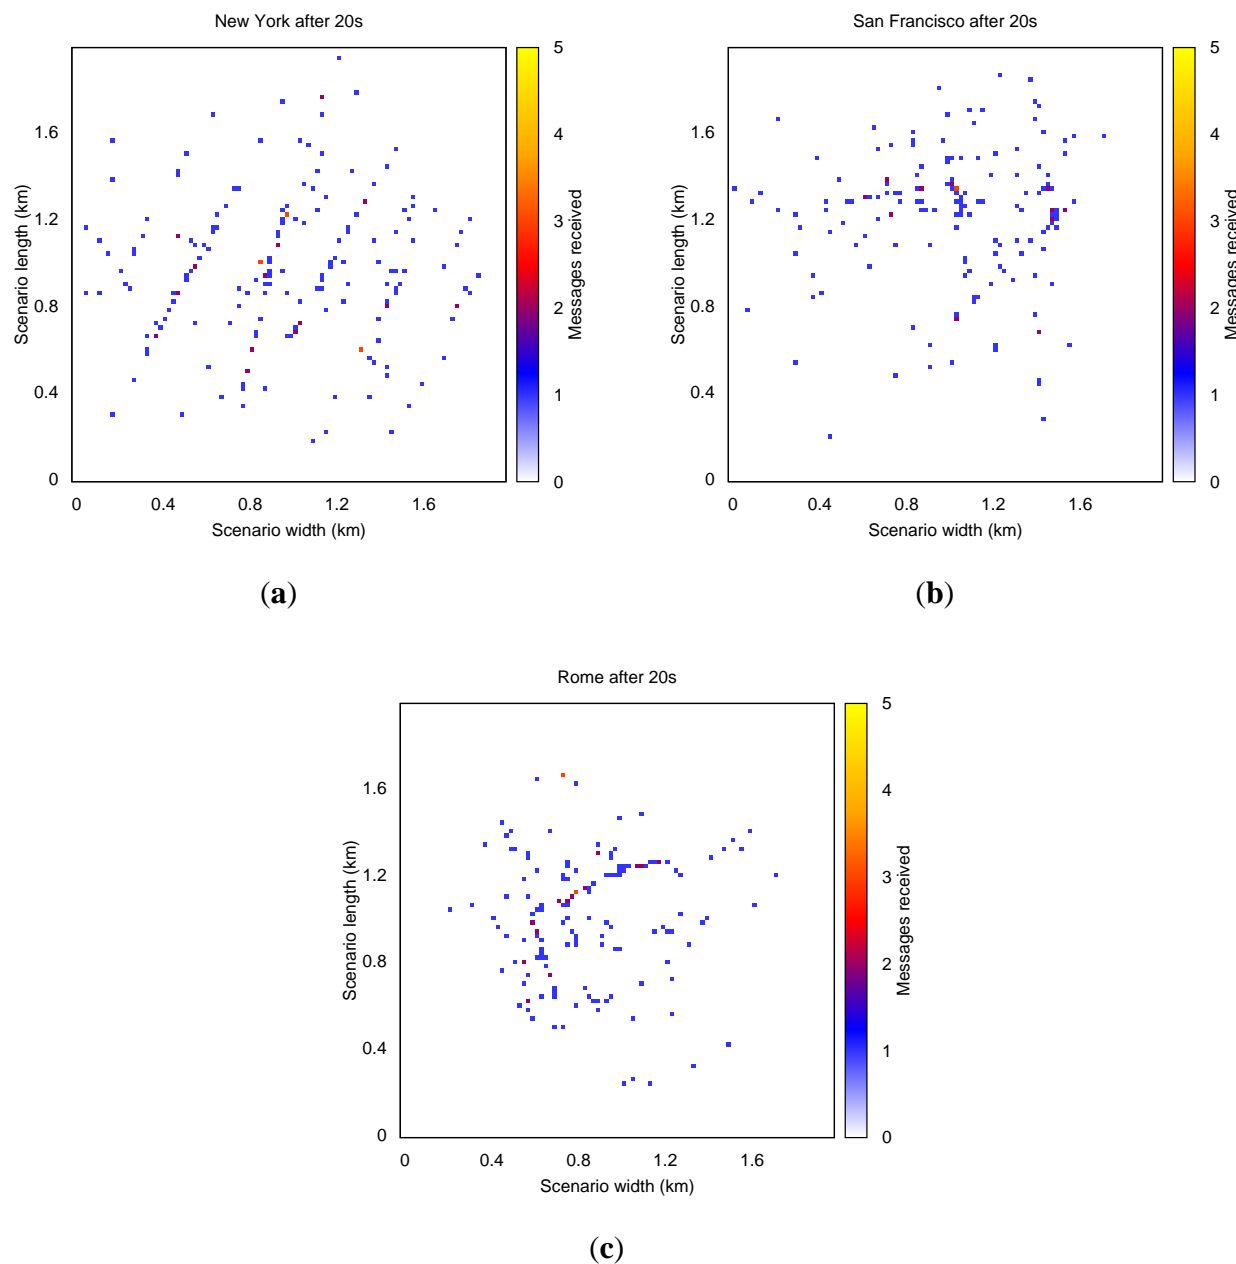 New York after 20s
Scenario length (km)
1.6
1.2
0.8
0.4
0
0 0.4 0.8 1.2 1.6
Scenario width (km)
5
4
3
2
1
0
Messages received
(a)
San Francisco after 20s
Scenario length (km)
1.6
1.2
0.8
0.4
0
0 0.4 0.8 1.2 1.6
Scenario width (km)
5
4
3
2
1
0
Messages received
(b)
Rome after 20s
Scenario length (km)
1.6
1.2
0.8
0.4
0
0 0.4 0.8 1.2 1.6
Scenario width (km)
5
4
3
2
1
0
Messages received
(c)